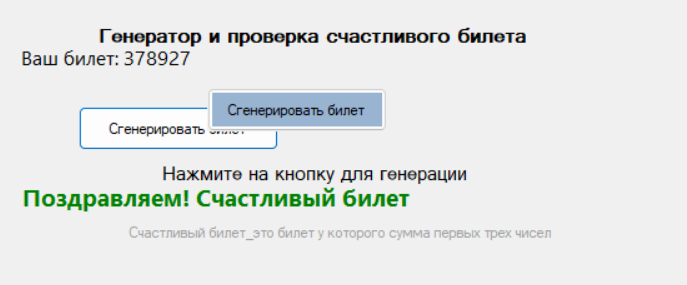 Генератор и проверка счастливого билета
Ваш билет: 378927
Сгенерировать билет
Сгенерировать билет
Нажмите на кнопку для генерации
Поздравляем! Счастливый билет
Счастливый билет_это билет у которого сумма первых трех чисел